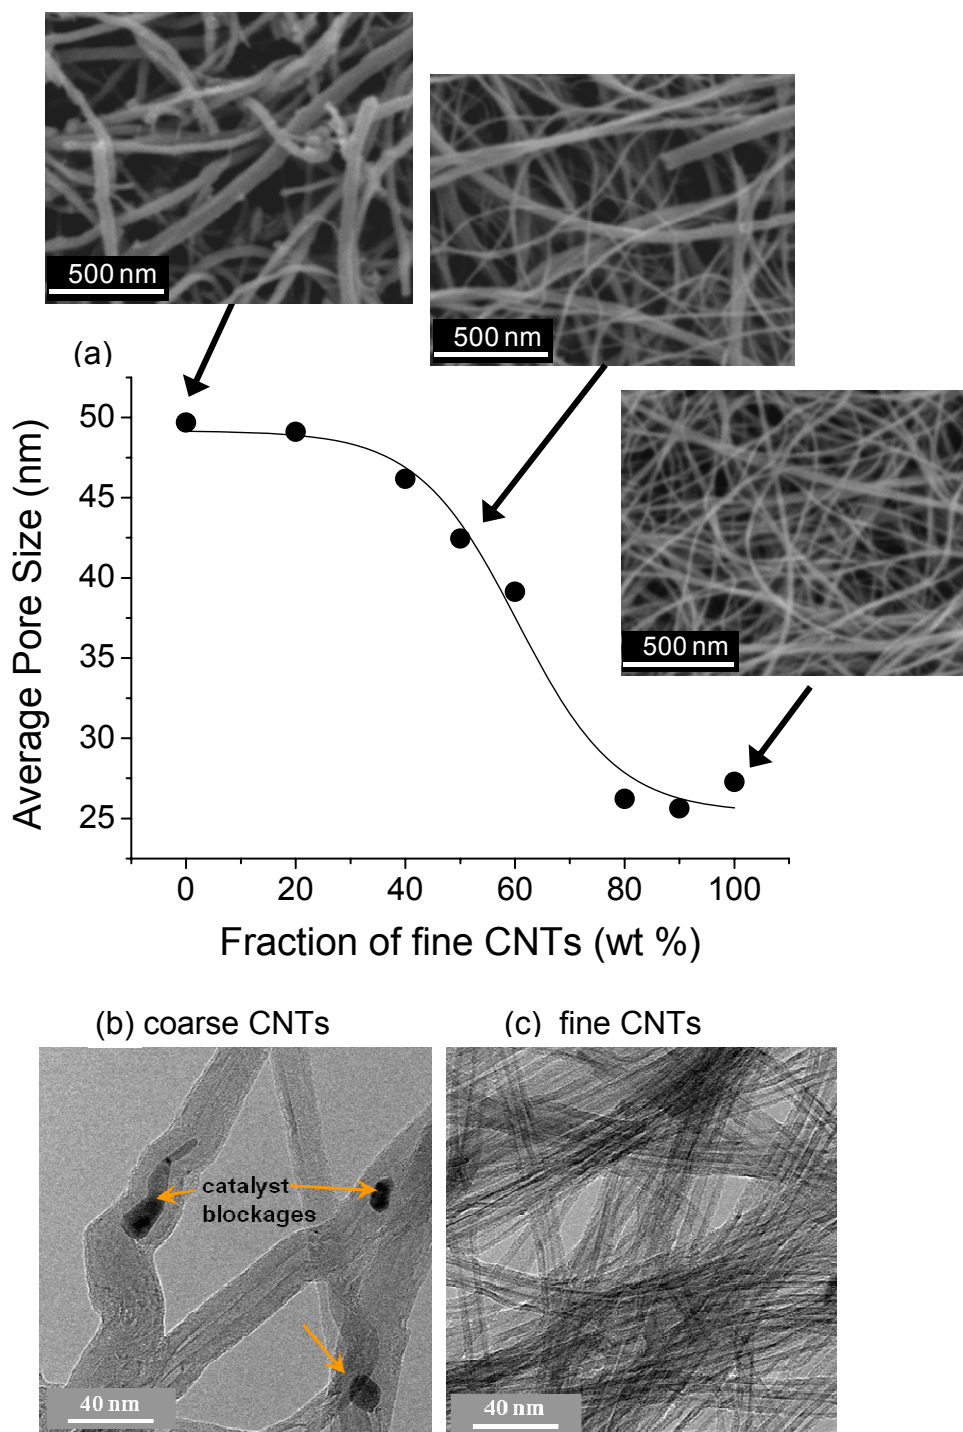 500 nm
500 nm
(a)
500 nm
50
45
40
35
30
25
Average Pore Size (nm)
0 20 40 60 80 100
Fraction of fine CNTs (wt %)
(b) coarse CNTs
(c) fine CNTs
catalyst
blockages
40 nm
40 nm